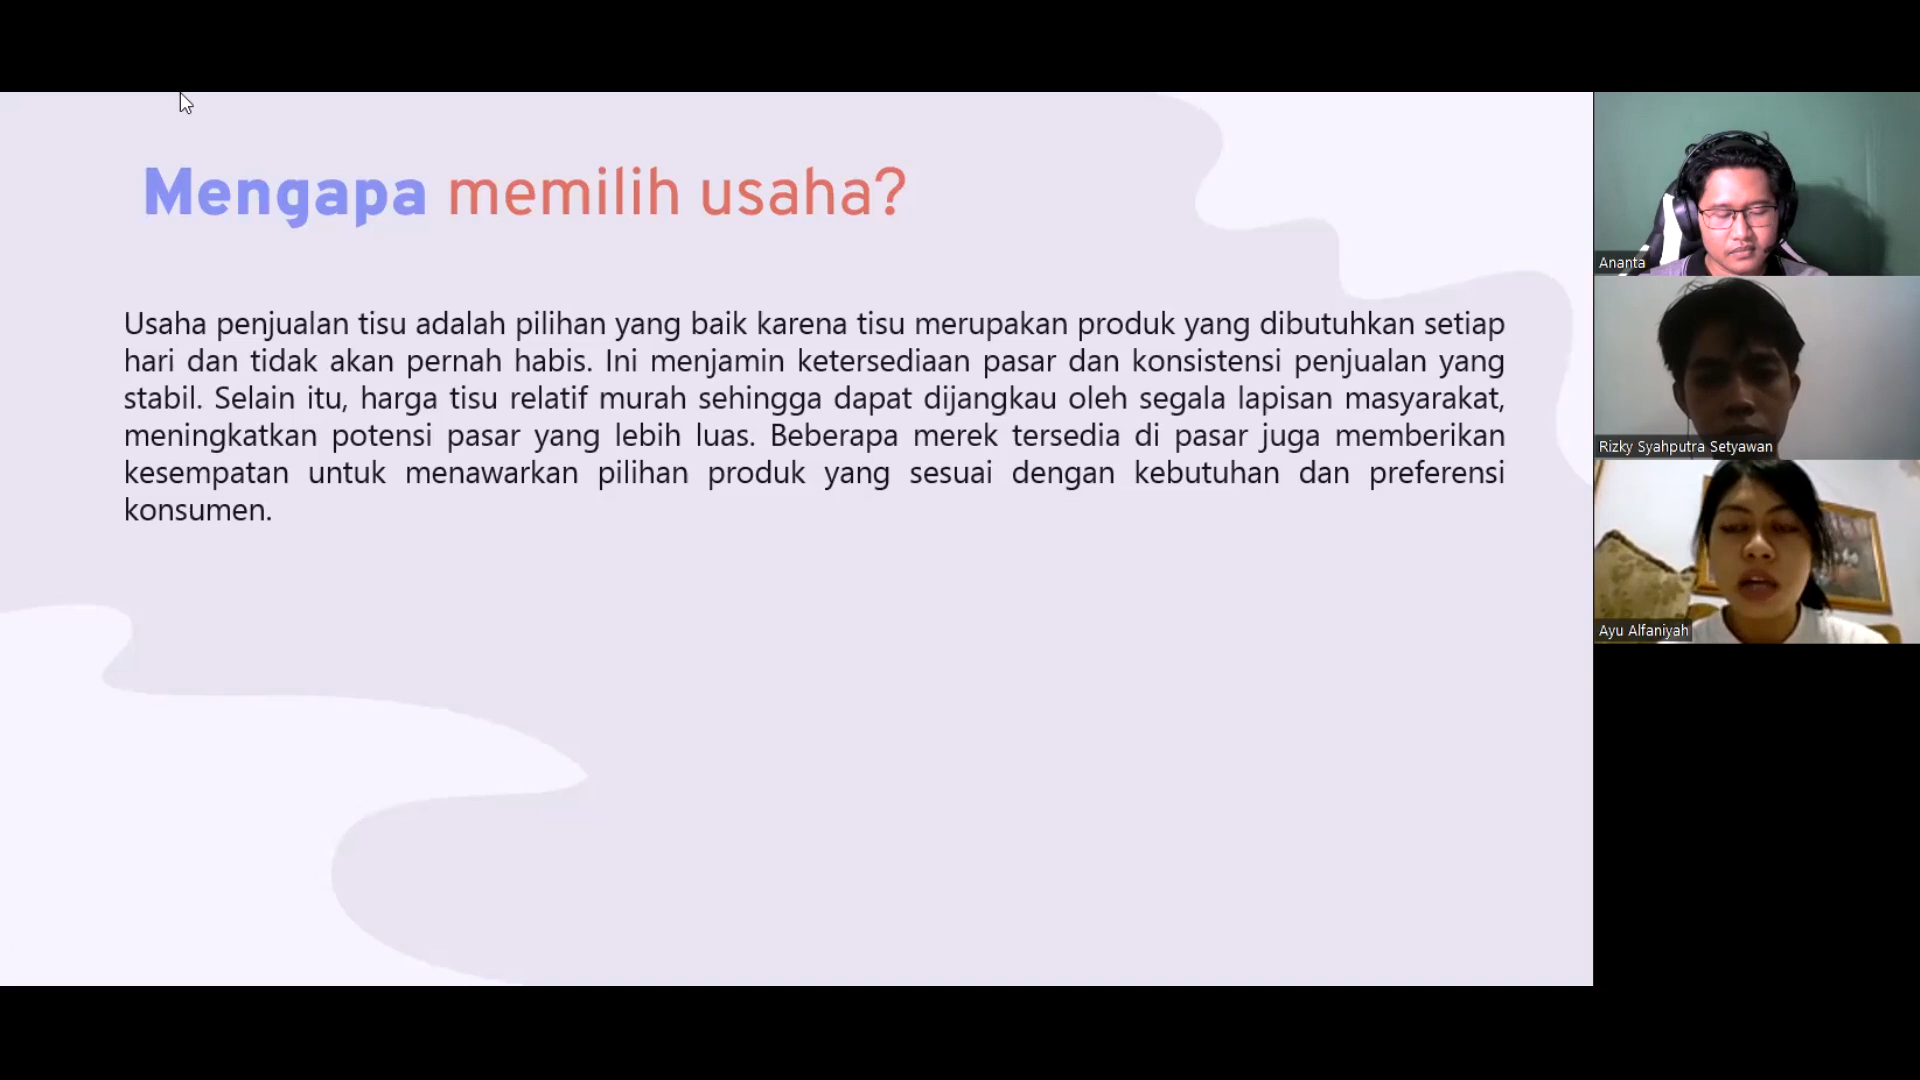 Mengapa memilih usaha?
Usaha penjualan tisu adalah pilihan yang baik karena tisu merupakan produk yang dibutuhkan setiap
hari dan tidak akan pernah habis. Ini menjamin ketersediaan pasar dan konsistensi penjualan yang
stabil. Selain itu, harga tisu relatif murah sehingga dapat dijangkau oleh segala lapisan masyarakat,
meningkatkan potensi pasar yang lebih luas. Beberapa merek tersedia di pasar juga memberikan
kesempatan untuk menawarkan pilihan produk yang sesuai dengan kebutuhan dan preferensi
konsumen.
Ananta
Rizky Syahputra Setyawan
Ayu Alfaniyah